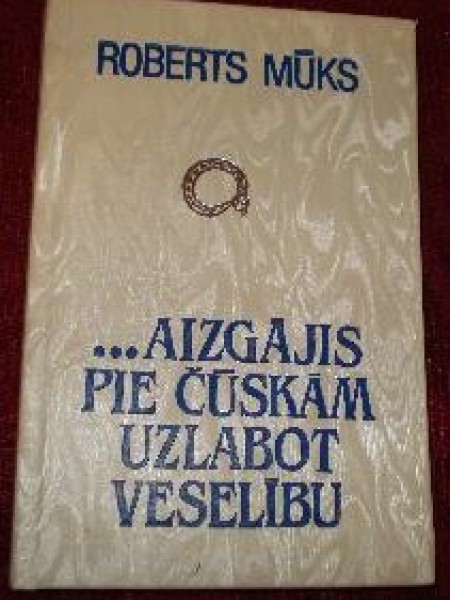 ROBERTS MŪKS
...AIZGĀJIS
PIE ČŪSKĀM
UZLABOT
VESELĪBU